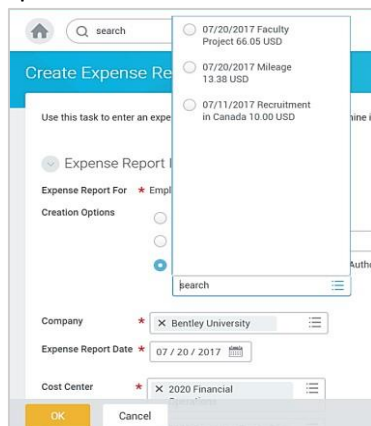 search
07/20/2017 Faculty
Project 66.05 USD
07/20/2017 Mileage
13.38 USD
07/11/2017 Recruitment
in Canada 10.00 USD
Create Expense Re
Use this task to enter an expe
Expense Report
Expense Report For * Empl
Creation Options
Autho
search
Company * × Bentley University
Expense Report Date * 07 / 20 / 2017
Cost Center * × 2020 Financial
OK Cancel